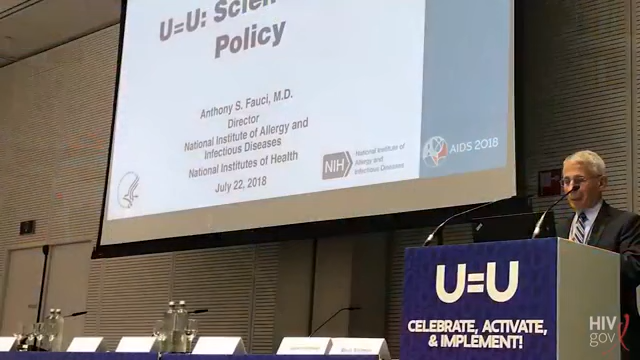 U=U: Scien
Policy
Anthony S. Fauci, M.D.
Director
National Institute of Allergy and
Infectious Diseases
National Institutes of Health
July 22, 2018
NIH
National Institute of
Allergy and
Infectious Diseases
AIDS 2018
U=U
CELEBRATE, ACTIVATE,
& IMPLEMENT!
HIV
gov